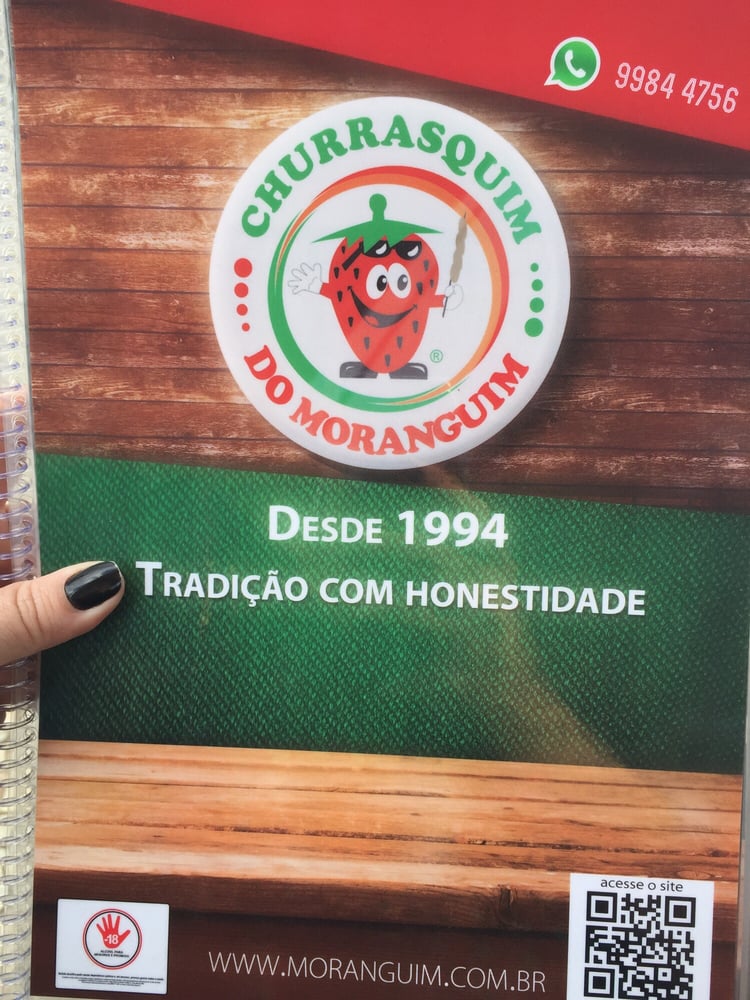 9984 4756
CHURRASQUIM
DO MORANGUIM
®
DESDE 1994
TRADIÇÃO COM HONESTIDADE
acesse o site
-18
WWW.MORANGUIM.COM.BR